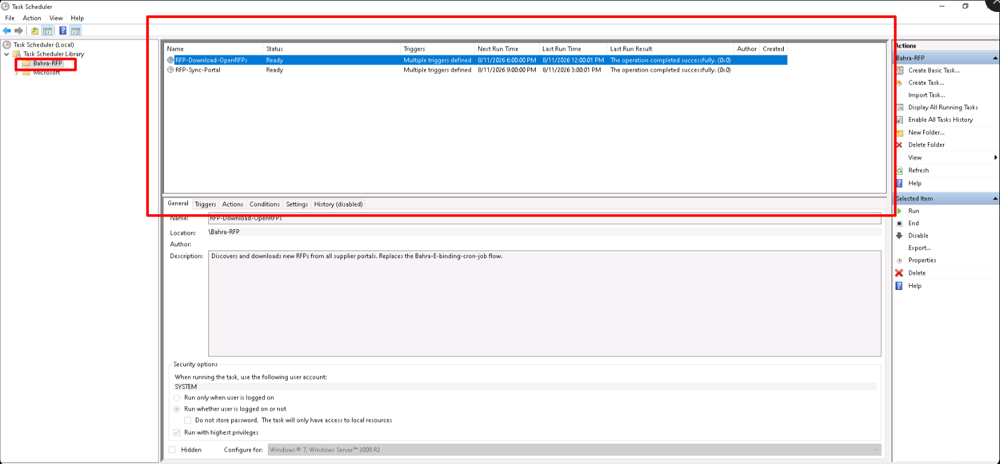 Task Scheduler
File Action View Help
Task Scheduler (Local)
Task Scheduler Library
Bahra-RFP
Microsoft
Name Status Triggers Next Run Time Last Run Time Last Run Result Author Created
RFP-Download-OpenRFPs Ready Multiple triggers defined 8/11/2026 6:00:00 PM 8/11/2026 12:00:01 PM The operation completed successfully. (0x0)
RFP-Sync-Portal Ready Multiple triggers defined 8/11/2026 9:00:00 PM 8/11/2026 3:00:01 PM The operation completed successfully. (0x0)
General Triggers Actions Conditions Settings History (disabled)
Name: RFP-Download-OpenRFPs
Location: \Bahra-RFP
Author:
Description: Discovers and downloads new RFPs from all supplier portals. Replaces the Bahra-E-binding-cron-job flow.
Security options
When running the task, use the following user account:
SYSTEM
Run only when user is logged on
Run whether user is logged on or not
Do not store password. The task will only have access to local resources
Run with highest privileges
Hidden Configure for: Windows® 7, Windows Server™ 2008 R2
Actions
Bahra-RFP
Create Basic Task...
Create Task...
Import Task...
Display All Running Tasks
Enable All Tasks History
New Folder...
Delete Folder
View
Refresh
Help
Selected Item
Run
End
Disable
Export...
Properties
Delete
Help